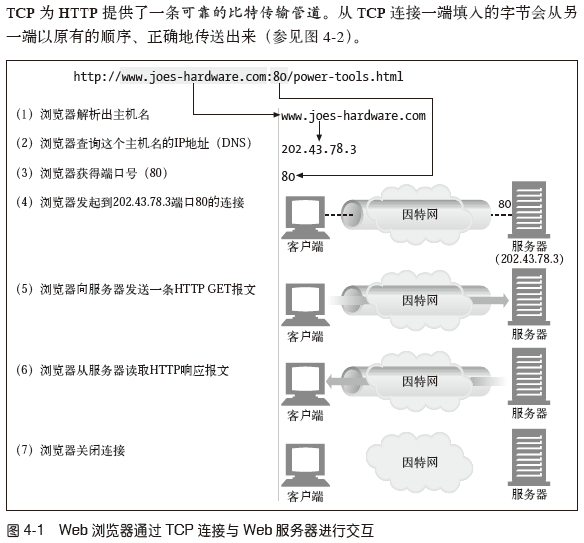 TCP 为 HTTP 提供了一条可靠的比特传输管道。从 TCP 连接一端填入的字节会从另
一端以原有的顺序、正确地传送出来（参见图 4-2）。
http://www.joes-hardware.com:80/power-tools.html
（1）浏览器解析出主机名
www.joes-hardware.com
（2）浏览器查询这个主机名的IP地址（DNS）
202.43.78.3
（3）浏览器获得端口号（80）
80
（4）浏览器发起到202.43.78.3端口80的连接
因特网
80
客户端
服务器
（202.43.78.3）
（5）浏览器向服务器发送一条HTTP GET报文
因特网
客户端
服务器
（6）浏览器从服务器读取HTTP响应报文
因特网
客户端
服务器
（7）浏览器关闭连接
因特网
客户端
服务器
图 4-1 Web 浏览器通过 TCP 连接与 Web 服务器进行交互